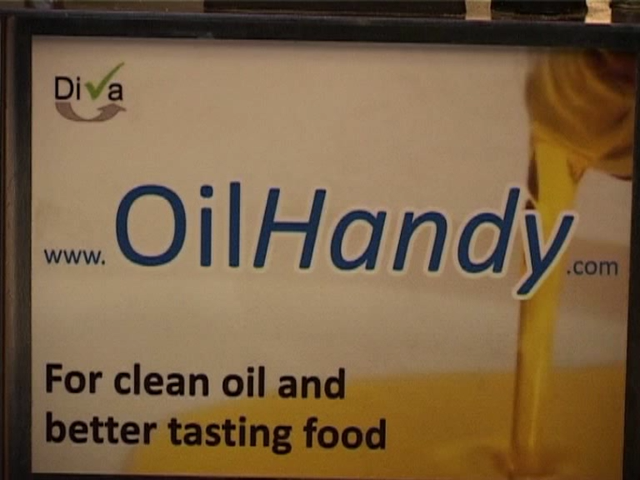 DiVa
www.OilHandy.com
For clean oil and
better tasting food